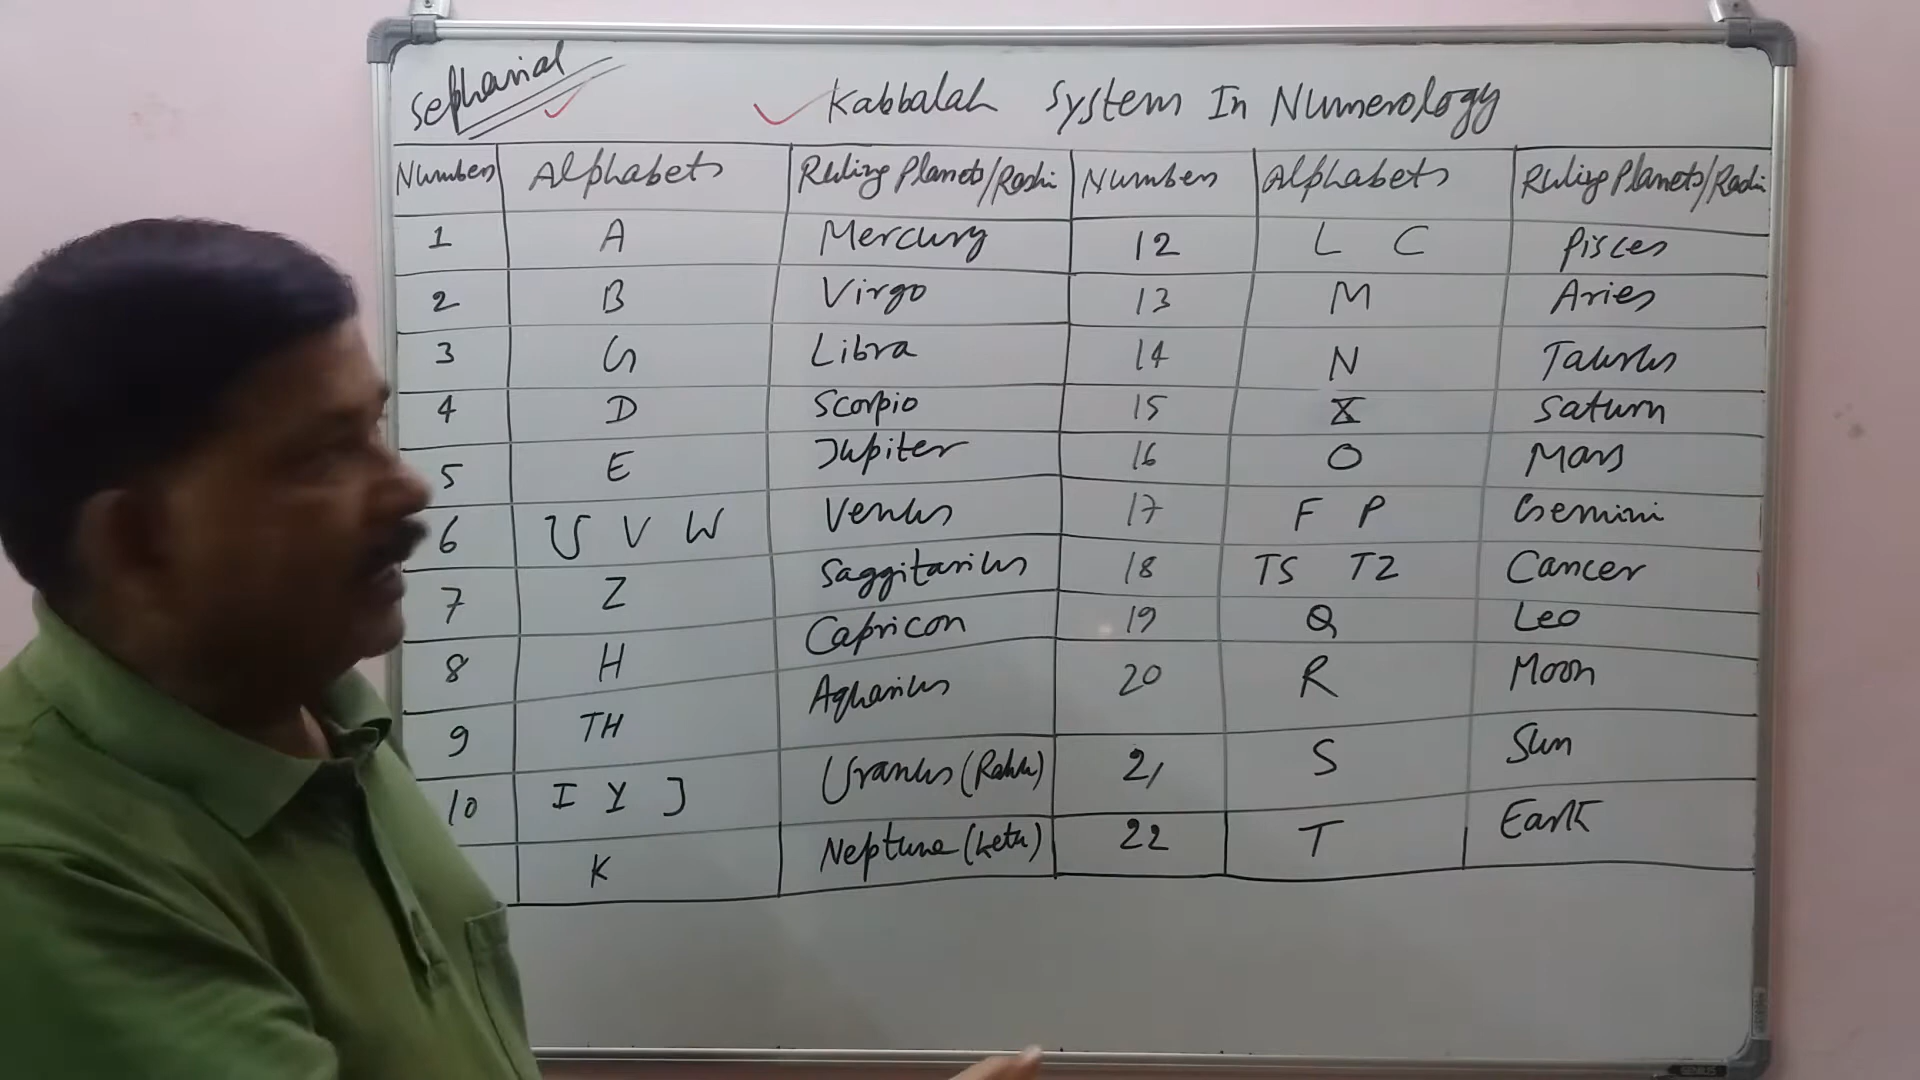 Sepharial
Kabbalah System In Numerology
Numbers Alphabets Ruling Planets/Rashi Numbers Alphabets Ruling Planets/Rashi
1 A Mercury 12 L C Pisces
2 B Virgo 13 M Aries
3 G Libra 14 N Taurus
4 D Scorpio 15 X Saturn
5 E Jupiter 16 O Mars
6 U V W Venus 17 F P Gemini
7 Z Saggitarius 18 TS TZ Cancer
8 H Capricon 19 Q Leo
9 TH Aquarius 20 R Moon
10 I Y J Uranus (Rahu) 21 S Sun
K Neptune (Ketu) 22 T Earth